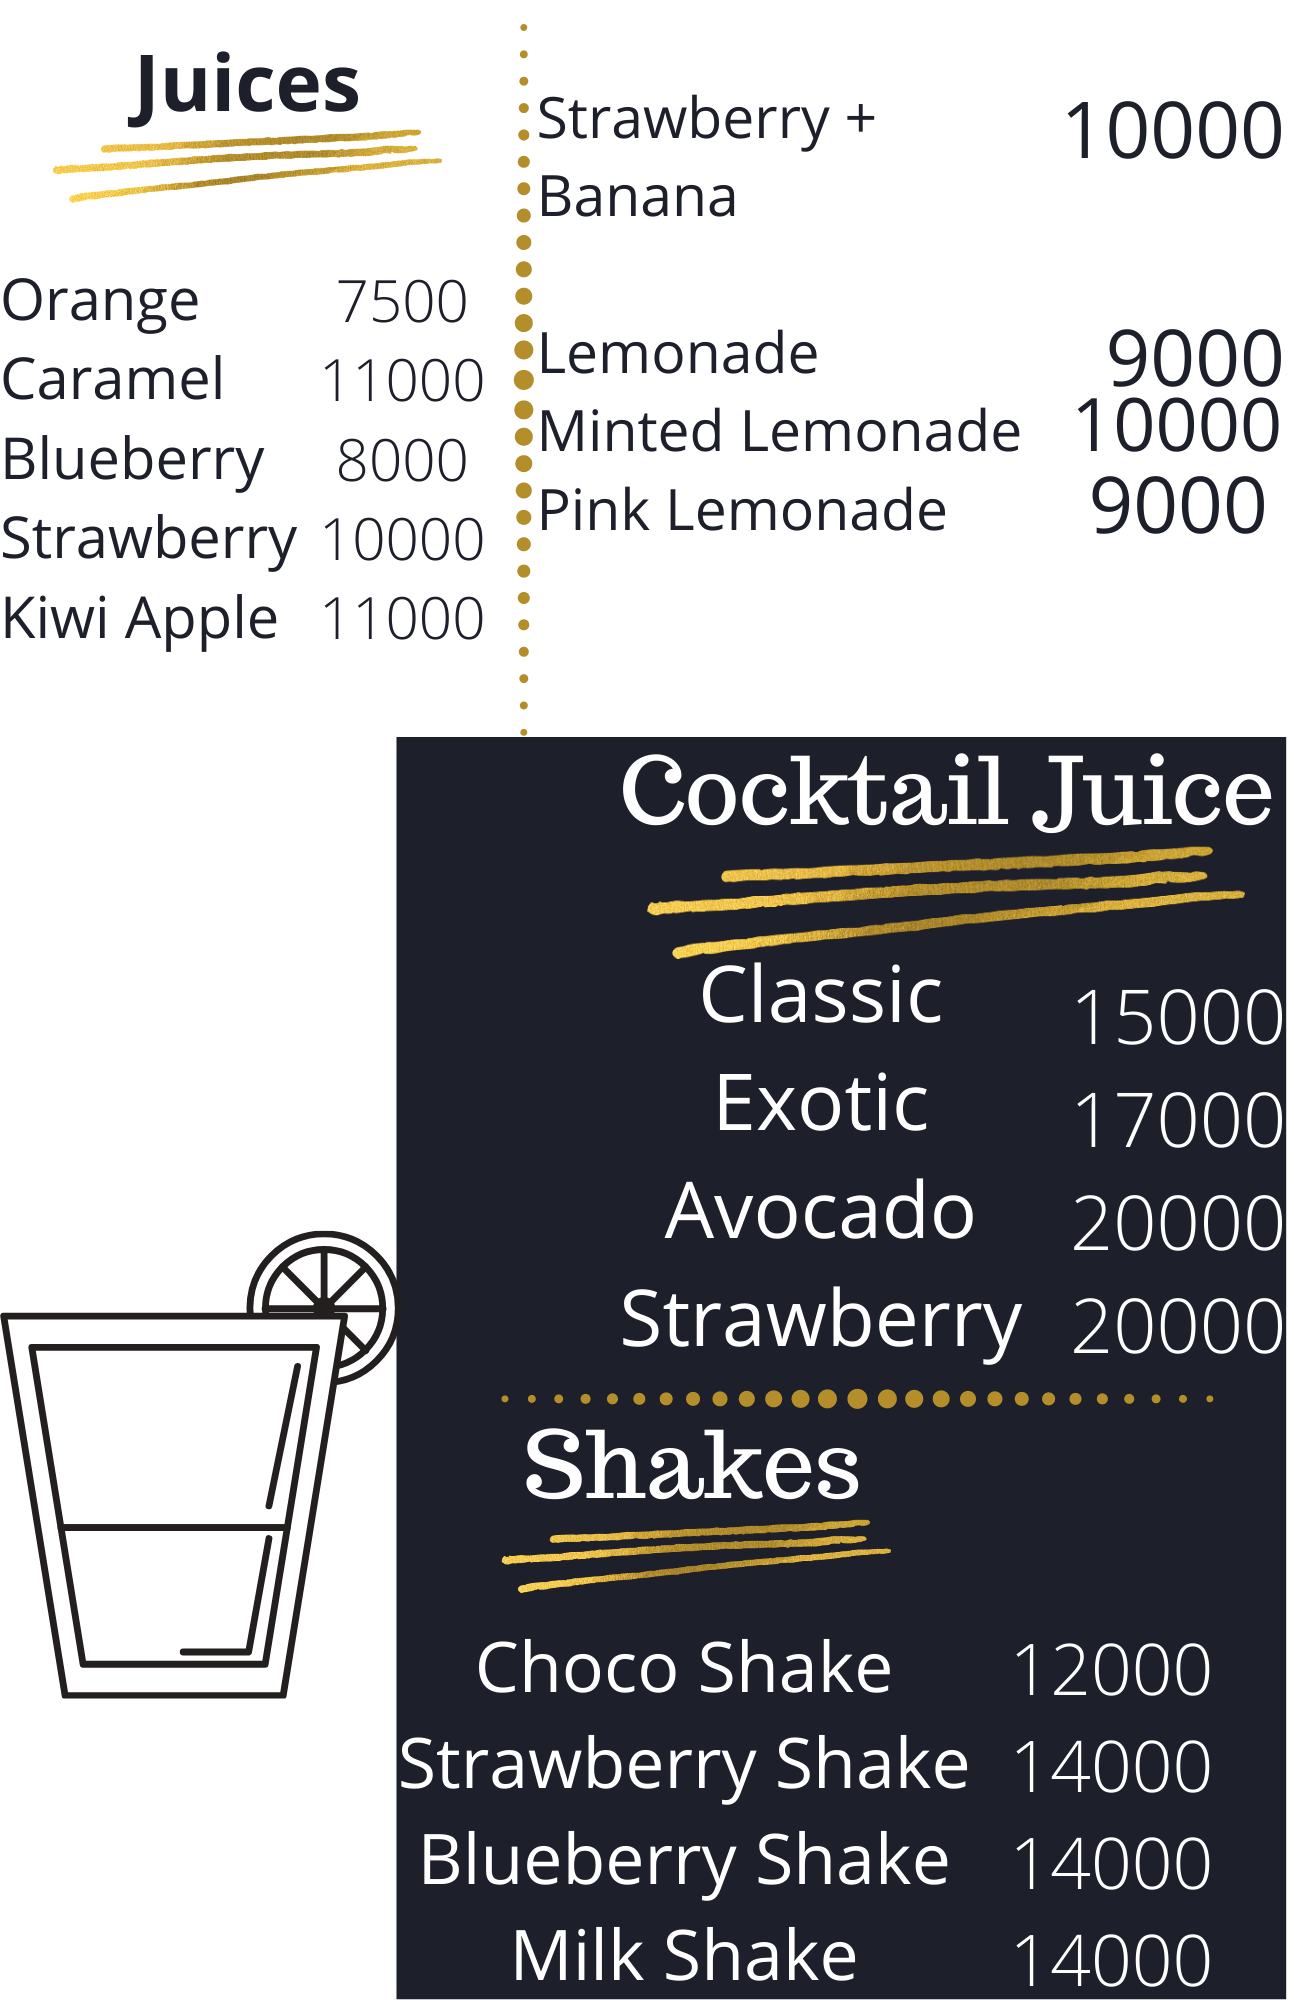 Juices
Orange 7500
Caramel 11000
Blueberry 8000
Strawberry 10000
Kiwi Apple 11000
Strawberry + 10000
Banana
Lemonade 9000
Minted Lemonade 10000
Pink Lemonade 9000
Cocktail Juice
Classic 15000
Exotic 17000
Avocado 20000
Strawberry 20000
Shakes
Choco Shake 12000
Strawberry Shake 14000
Blueberry Shake 14000
Milk Shake 14000